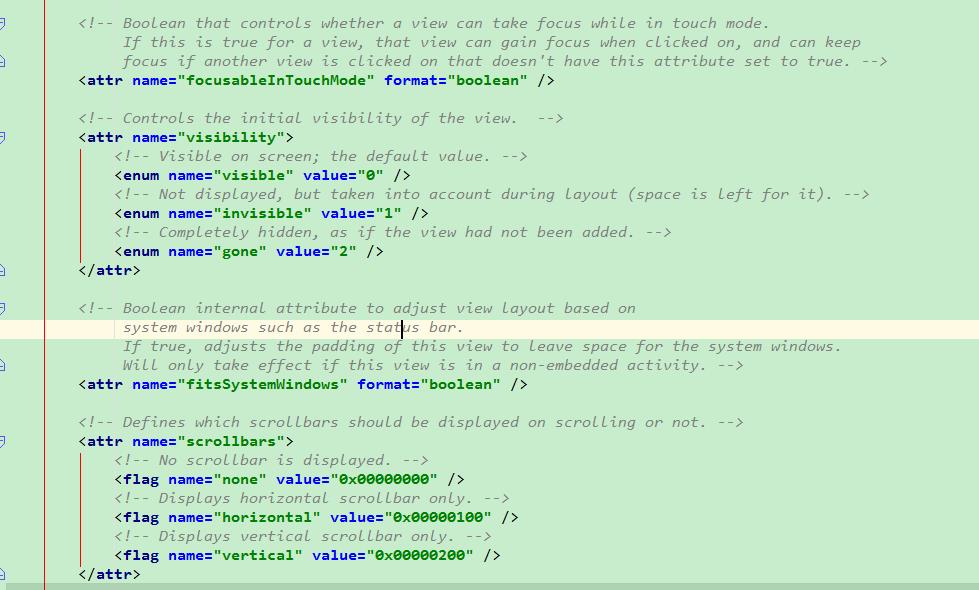 <!-- Boolean that controls whether a view can take focus while in touch mode.
If this is true for a view, that view can gain focus when clicked on, and can keep
focus if another view is clicked on that doesn't have this attribute set to true. -->
<attr name="focusableInTouchMode" format="boolean" />
<!-- Controls the initial visibility of the view.  -->
<attr name="visibility">
<!-- Visible on screen; the default value. -->
<enum name="visible" value="0" />
<!-- Not displayed, but taken into account during layout (space is left for it). -->
<enum name="invisible" value="1" />
<!-- Completely hidden, as if the view had not been added. -->
<enum name="gone" value="2" />
</attr>
<!-- Boolean internal attribute to adjust view layout based on
system windows such as the status bar.
If true, adjusts the padding of this view to leave space for the system windows.
Will only take effect if this view is in a non-embedded activity. -->
<attr name="fitsSystemWindows" format="boolean" />
<!-- Defines which scrollbars should be displayed on scrolling or not. -->
<attr name="scrollbars">
<!-- No scrollbar is displayed. -->
<flag name="none" value="0x00000000" />
<!-- Displays horizontal scrollbar only. -->
<flag name="horizontal" value="0x00000100" />
<!-- Displays vertical scrollbar only. -->
<flag name="vertical" value="0x00000200" />
</attr>